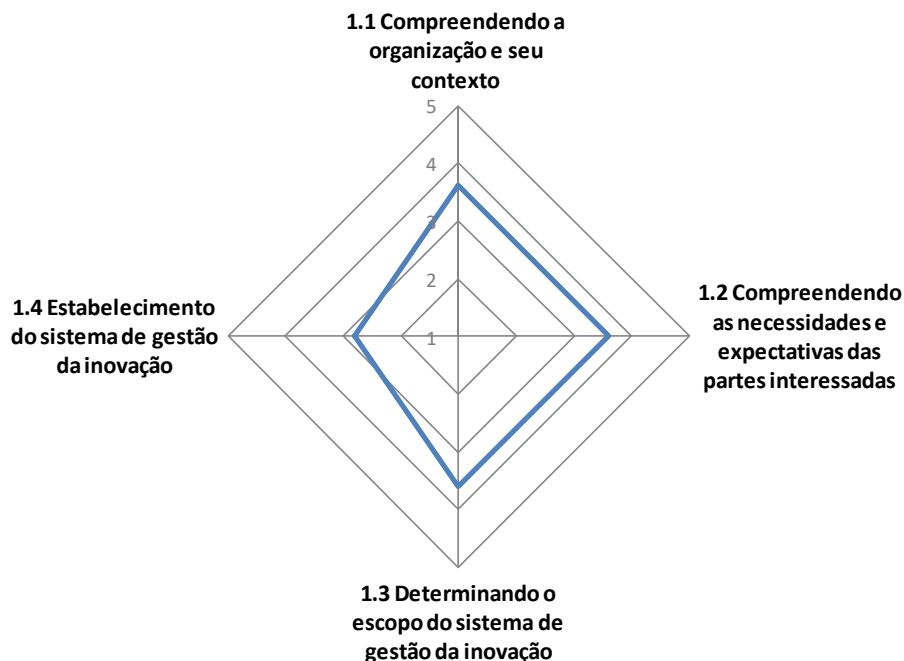 1.1 Compreendendo a
organização e seu
contexto
5
4
3
2
1
1.2 Compreendendo
as necessidades e
expectativas das
partes interessadas
1.3 Determinando o
escopo do sistema de
gestão da inovação
1.4 Estabelecimento
do sistema de gestão
da inovação